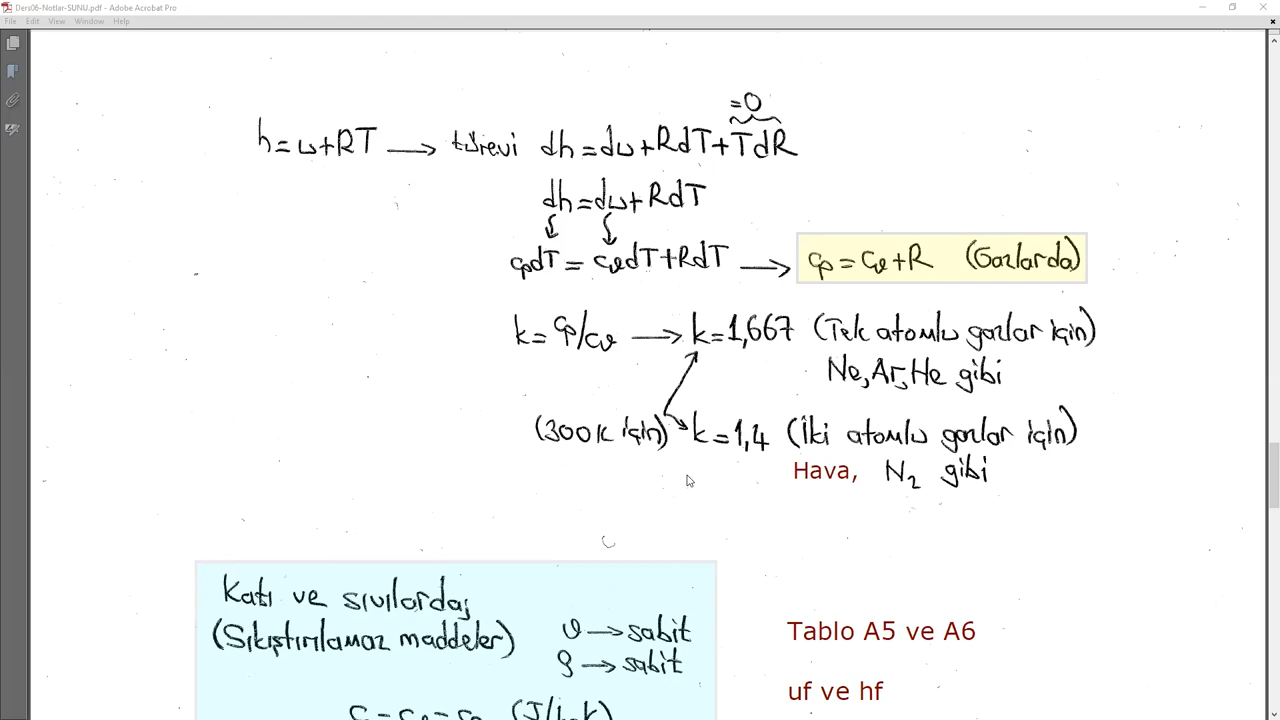 Ders06-Notlar-SUNU.pdf - Adobe Acrobat Pro
File Edit View Window Help
=0
h=u+RT → türevi dh=du+RdT+TdR
dh=du+RdT
cpdT=cvdT+RdT → cp=cv+R (Gazlarda)
k=cp/cv → k=1,667 (Tek atomlu gazlar için)
Ne,Ar,He gibi
(300K için) k=1,4 (İki atomlu gazlar için)
Hava, N2 gibi
Katı ve sıvılarda;
(Sıkıştırılamaz maddeler) v→sabit
ρ→sabit
Tablo A5 ve A6
uf ve hf